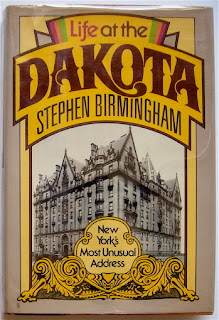 Life at the
DAKOTA
STEPHEN BIRMINGHAM
New
York's
Most Unusual
Address